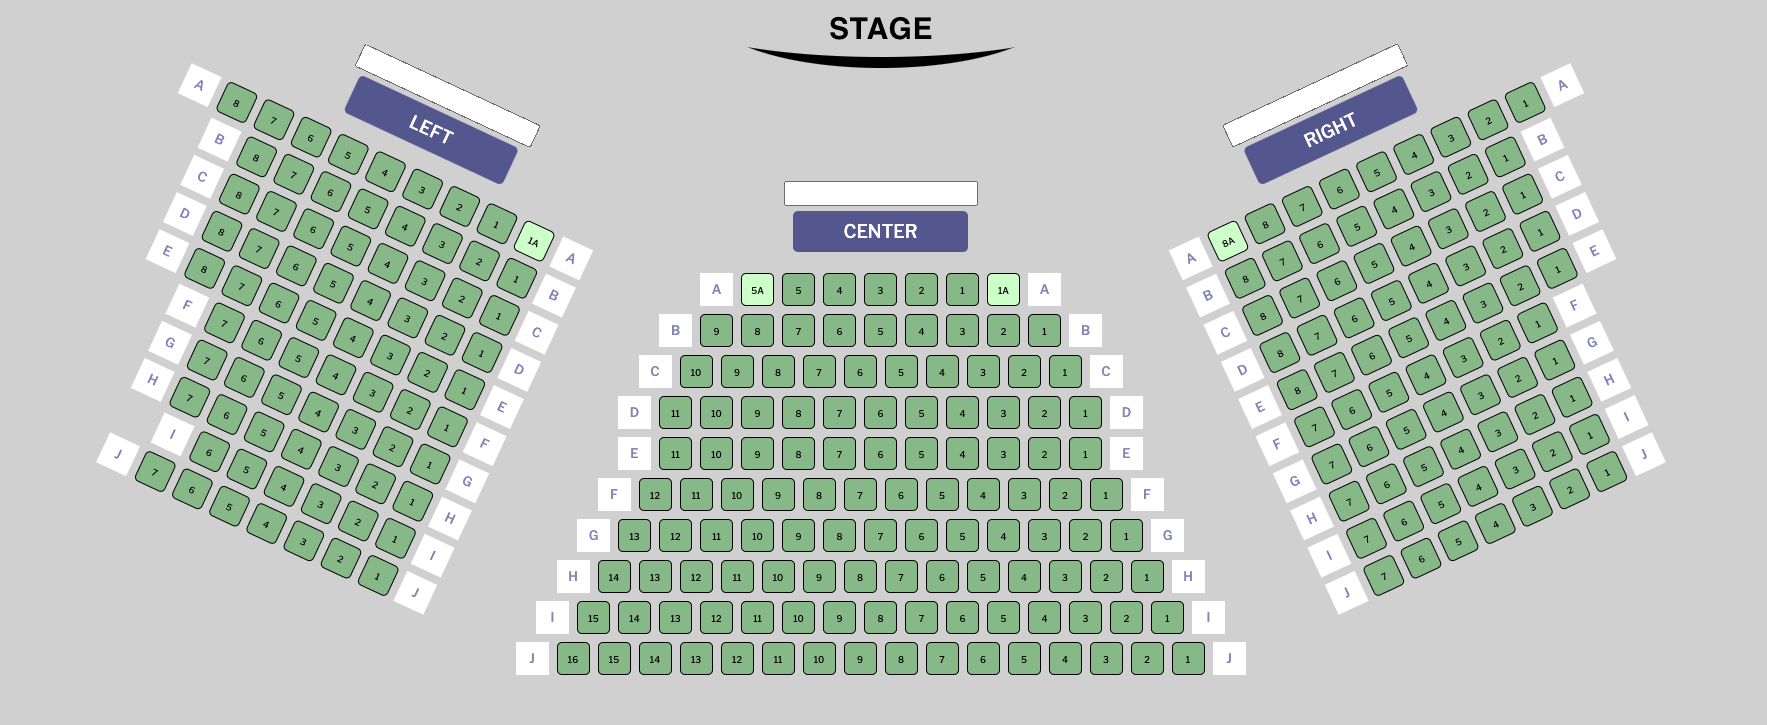 STAGE
LEFT
A 8 7 6 5 4 3 2 1 1A A
B 8 7 6 5 4 3 2 1 B
C 8 7 6 5 4 3 2 1 C
D 8 7 6 5 4 3 2 1 D
E 8 7 6 5 4 3 2 1 E
F 7 6 5 4 3 2 1 F
G 7 6 5 4 3 2 1 G
H 7 6 5 4 3 2 1 H
I 6 5 4 3 2 1 I
J 7 6 5 4 3 2 1 J
CENTER
A 5A 5 4 3 2 1 1A A
B 9 8 7 6 5 4 3 2 1 B
C 10 9 8 7 6 5 4 3 2 1 C
D 11 10 9 8 7 6 5 4 3 2 1 D
E 11 10 9 8 7 6 5 4 3 2 1 E
F 12 11 10 9 8 7 6 5 4 3 2 1 F
G 13 12 11 10 9 8 7 6 5 4 3 2 1 G
H 14 13 12 11 10 9 8 7 6 5 4 3 2 1 H
I 15 14 13 12 11 10 9 8 7 6 5 4 3 2 1 I
J 16 15 14 13 12 11 10 9 8 7 6 5 4 3 2 1 J
RIGHT
A 8A 8 7 6 5 4 3 2 1 A
B 8 7 6 5 4 3 2 1 B
C 8 7 6 5 4 3 2 1 C
D 8 7 6 5 4 3 2 1 D
E 8 7 6 5 4 3 2 1 E
F 7 6 5 4 3 2 1 F
G 7 6 5 4 3 2 1 G
H 7 6 5 4 3 2 1 H
I 7 6 5 4 3 2 1 I
J 7 6 5 4 3 2 1 J